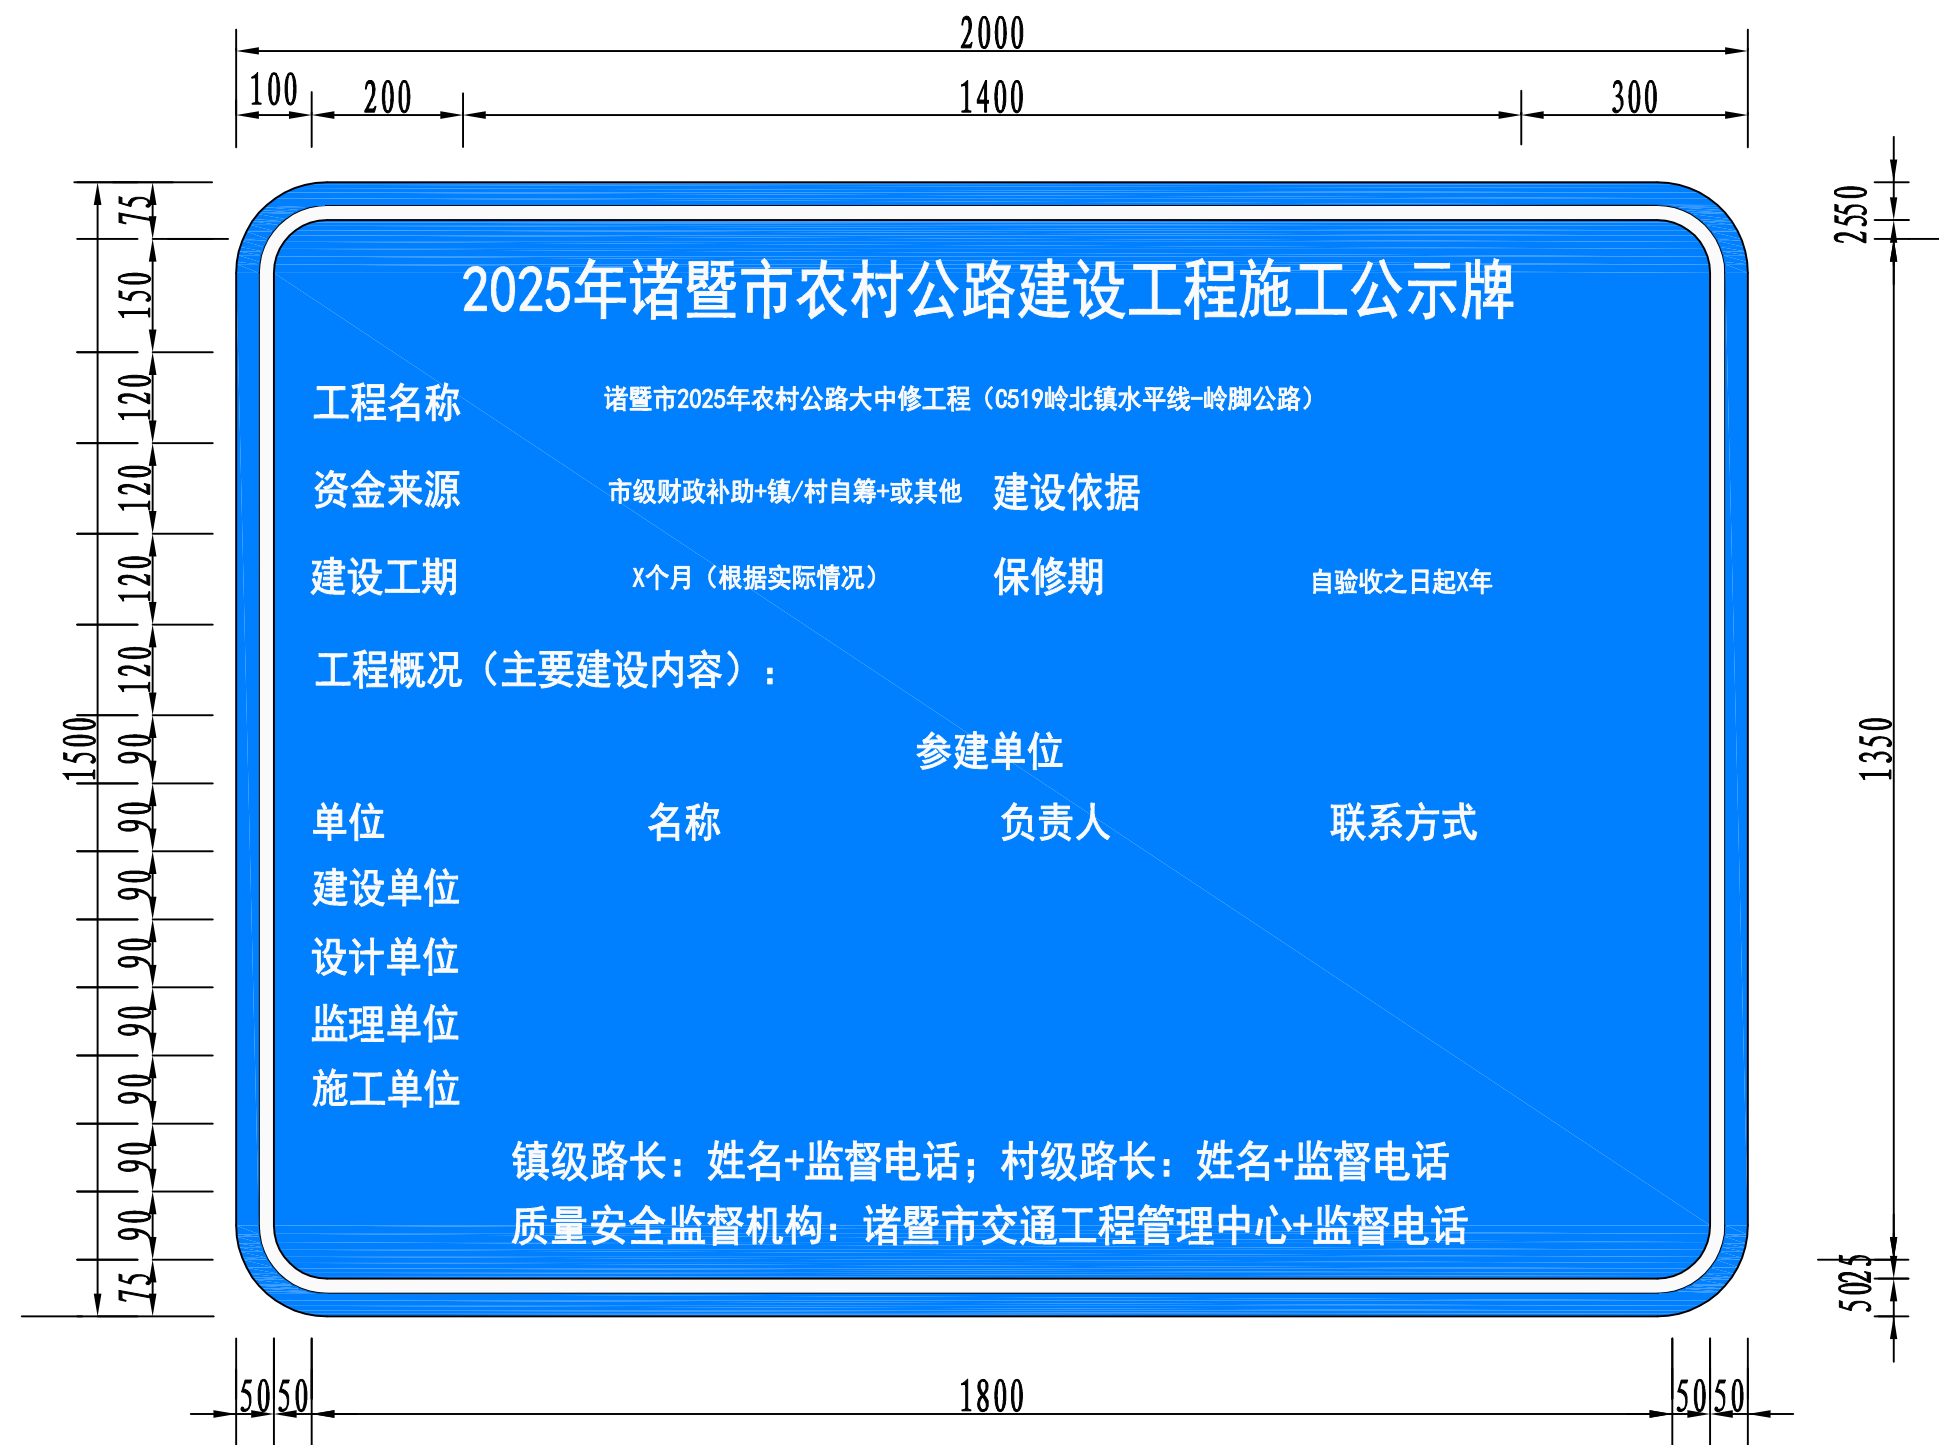 2000
100 200 1400 300
75
150
120
120
120
120
90
90
90
90
90
90
90
90
75
1500
2025年诸暨市农村公路建设工程施工公示牌
工程名称 诸暨市2025年农村公路大中修工程（C519岭北镇水平线-岭脚公路）
资金来源 市级财政补助+镇/村自筹+或其他 建设依据
建设工期 X个月（根据实际情况） 保修期 自验收之日起X年
工程概况（主要建设内容）：
参建单位
单位 名称 负责人 联系方式
建设单位
设计单位
监理单位
施工单位
镇级路长：姓名+监督电话；村级路长：姓名+监督电话
质量安全监督机构：诸暨市交通工程管理中心+监督电话
50
25
1350
25
50
50 50 1800 50 50